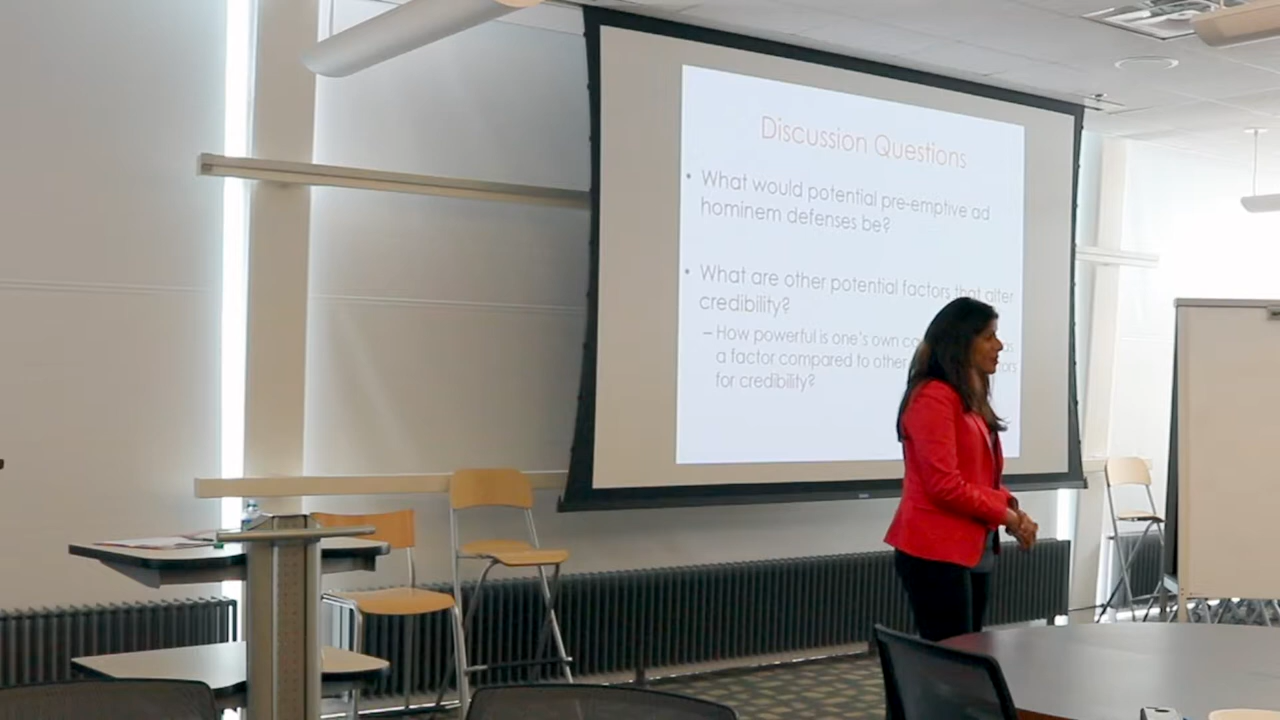 Discussion Questions
• What would potential pre-emptive ad
hominem defenses be?
• What are other potential factors that alter
credibility?
– How powerful is one's own
a factor compared to other
for credibility?